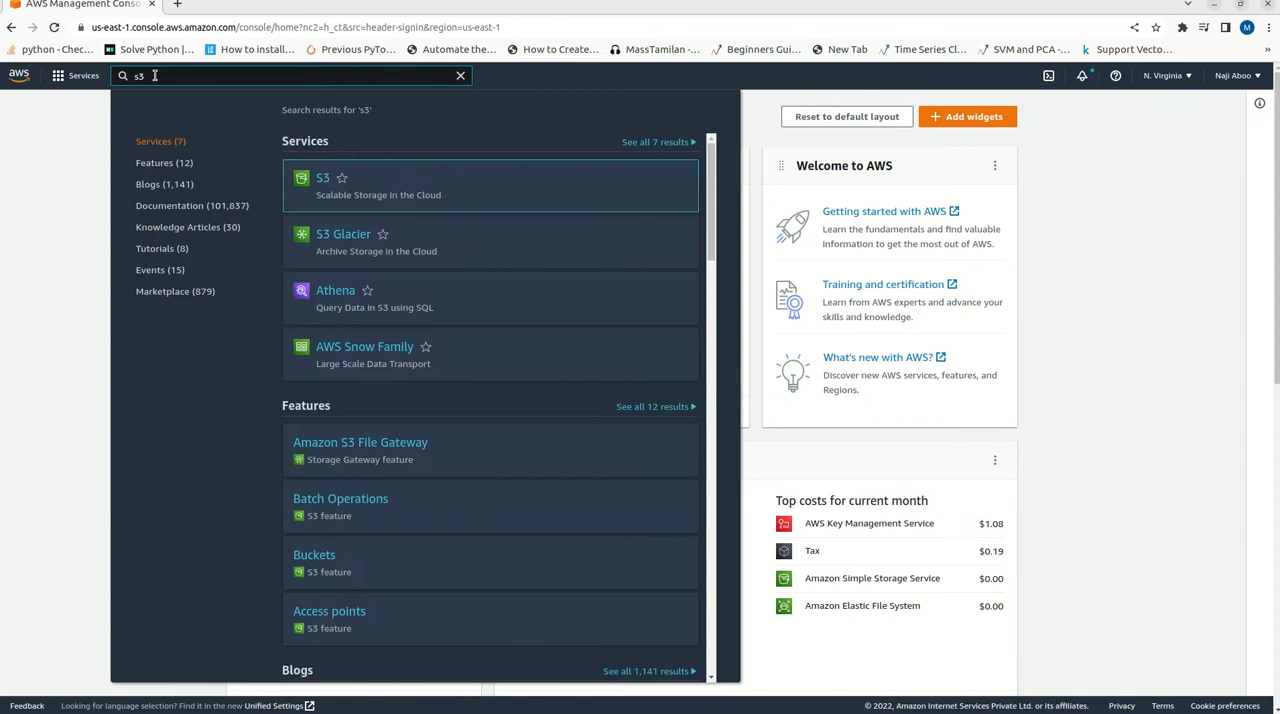 AWS Management Conso
us-east-1.console.aws.amazon.com/console/home?nc2=h_ct&src=header-signin&region=us-east-1
M
python - Chec...
Solve Python |...
How to install...
Previous PyTo...
Automate the...
How to Create...
MassTamilan -...
Beginners Guid...
New Tab
Time Series Cl...
SVM and PCA -...
Support Vecto...
»
aws
Services
s3
N. Virginia
Naji Aboo
Search results for 's3'
Services (7)
Features (12)
Blogs (1,141)
Documentation (101,837)
Knowledge Articles (30)
Tutorials (8)
Events (15)
Marketplace (879)
Services
See all 7 results
S3
Scalable Storage in the Cloud
S3 Glacier
Archive Storage in the Cloud
Athena
Query Data in S3 using SQL
AWS Snow Family
Large Scale Data Transport
Features
See all 12 results
Amazon S3 File Gateway
Storage Gateway feature
Batch Operations
S3 feature
Buckets
S3 feature
Access points
S3 feature
Blogs
See all 1,141 results
Reset to default layout
+ Add widgets
Welcome to AWS
Getting started with AWS
Learn the fundamentals and find valuable
information to get the most out of AWS.
Training and certification
Learn from AWS experts and advance your
skills and knowledge.
What's new with AWS?
Discover new AWS services, features, and
Regions.
Top costs for current month
AWS Key Management Service $1.08
Tax $0.19
Amazon Simple Storage Service $0.00
Amazon Elastic File System $0.00
Feedback
Looking for language selection? Find it in the new Unified Settings
© 2022, Amazon Internet Services Private Ltd. or its affiliates.
Privacy
Terms
Cookie preferences